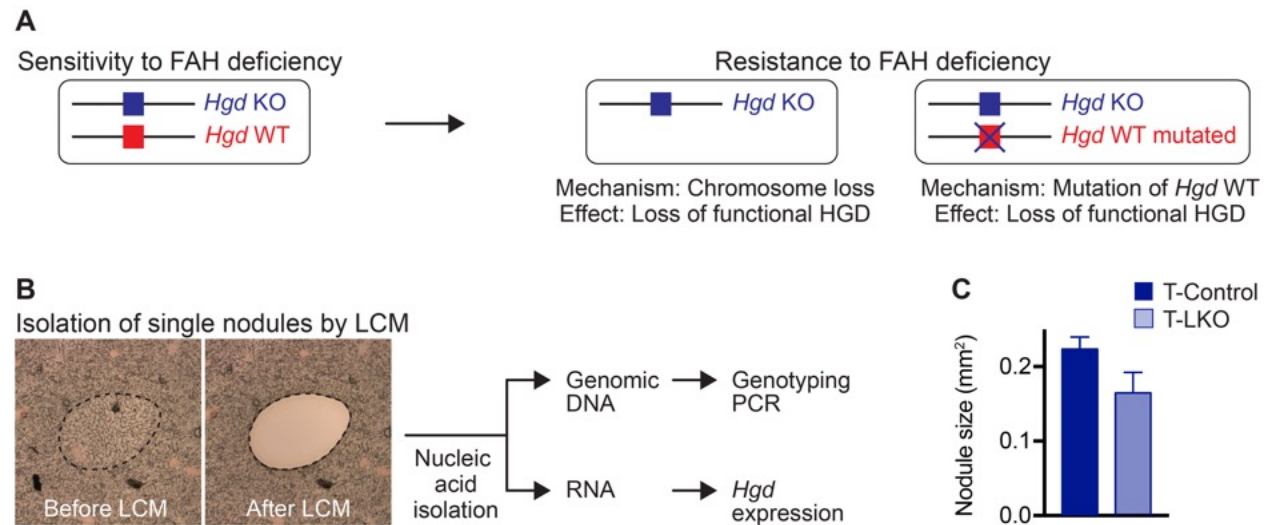 A
Sensitivity to FAH deficiency
Hgd KO
Hgd WT
Resistance to FAH deficiency
Hgd KO
Mechanism: Chromosome loss
Effect: Loss of functional HGD
Hgd KO
Hgd WT mutated
Mechanism: Mutation of Hgd WT
Effect: Loss of functional HGD
B
Isolation of single nodules by LCM
Before LCM
After LCM
Nucleic
acid
isolation
Genomic
DNA
Genotyping
PCR
RNA
Hgd
expression
C
T-Control
T-LKO
Nodule size (mm²)
0.2
0.1
0.0